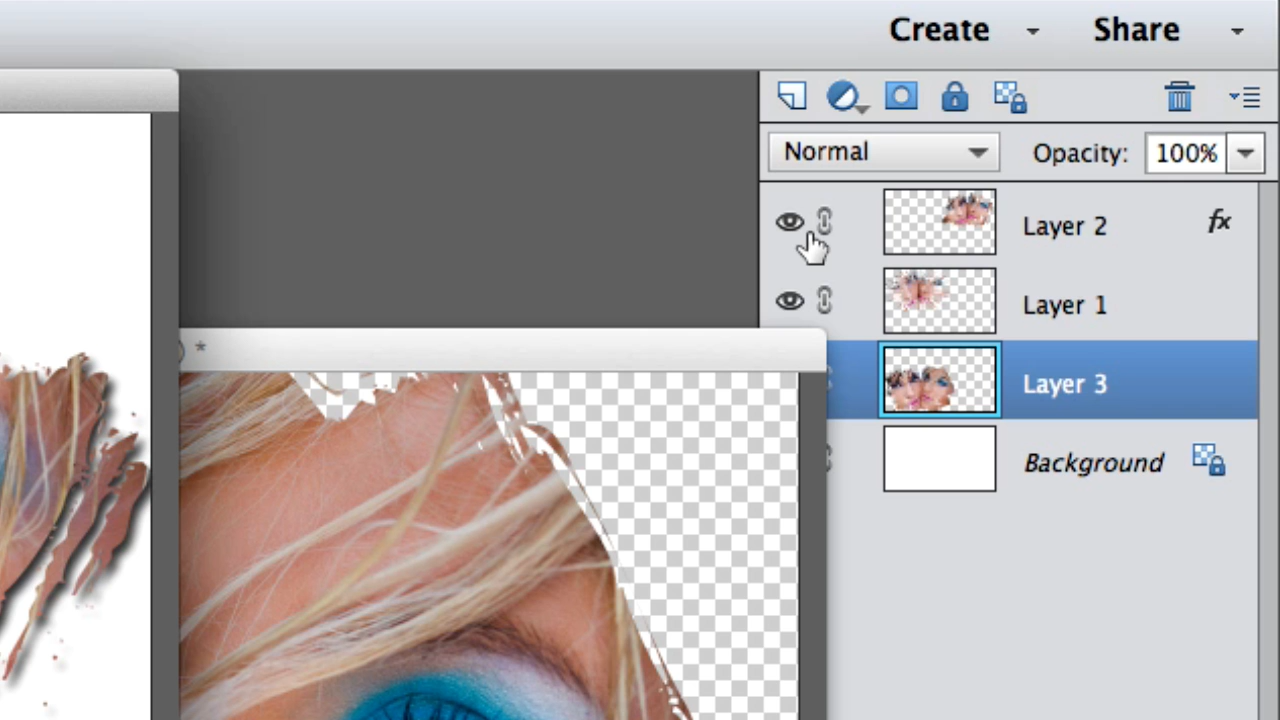 Create Share
Normal Opacity: 100%
Layer 2 fx
Layer 1
*
Layer 3
Background